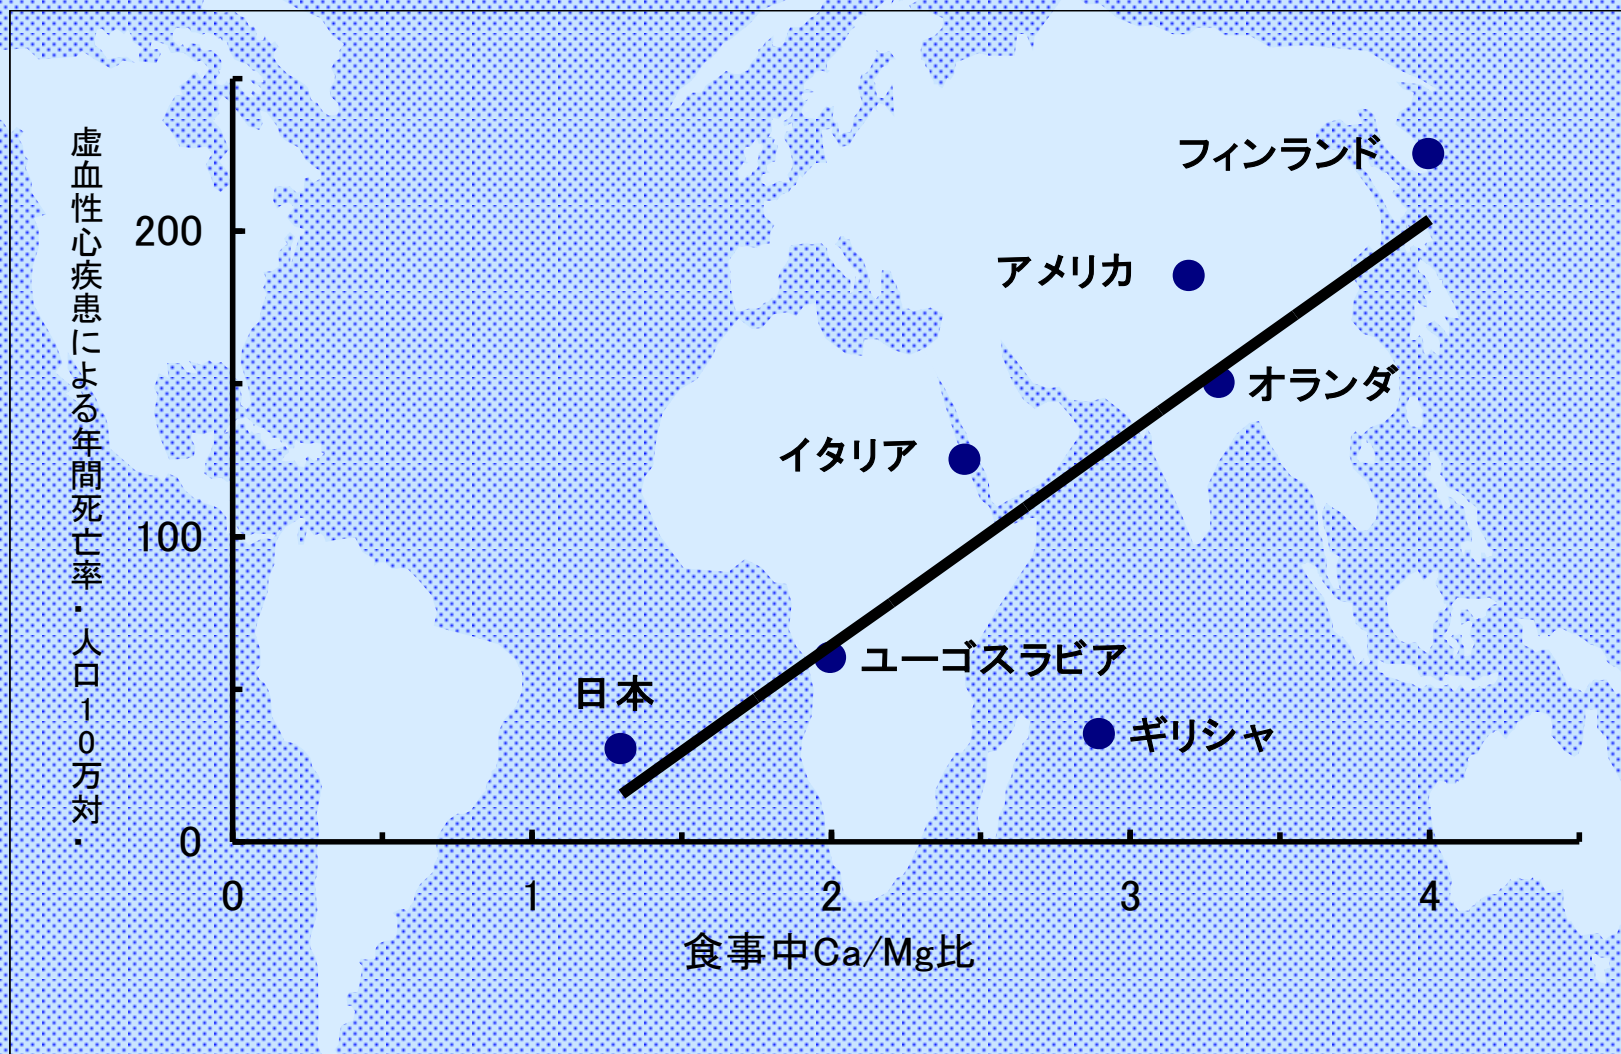 虚血性心疾患による年間死亡率・人口10万対・
フィンランド
200
アメリカ
オランダ
イタリア
100
ユーゴスラビア
日本
ギリシャ
0
0 1 2 3 4
食事中Ca/Mg比